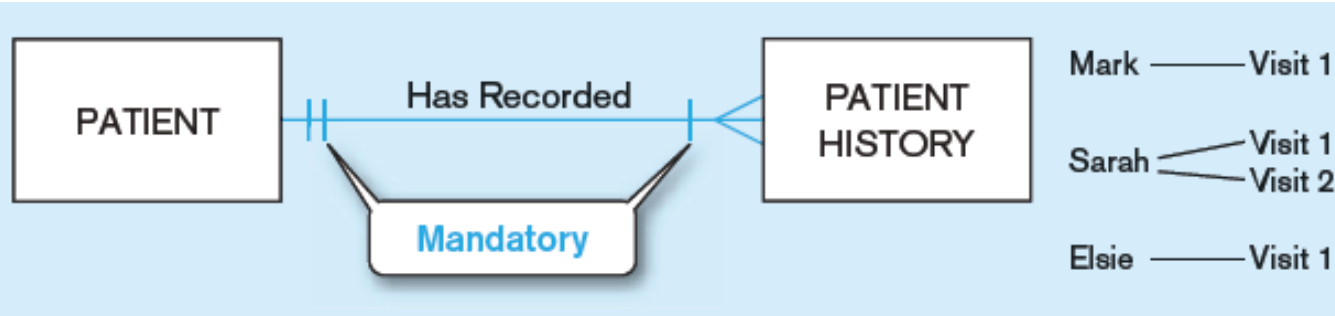 PATIENT
Has Recorded
Mandatory
PATIENT
HISTORY
Mark
Visit 1
Sarah
Visit 1
Visit 2
Elsie
Visit 1